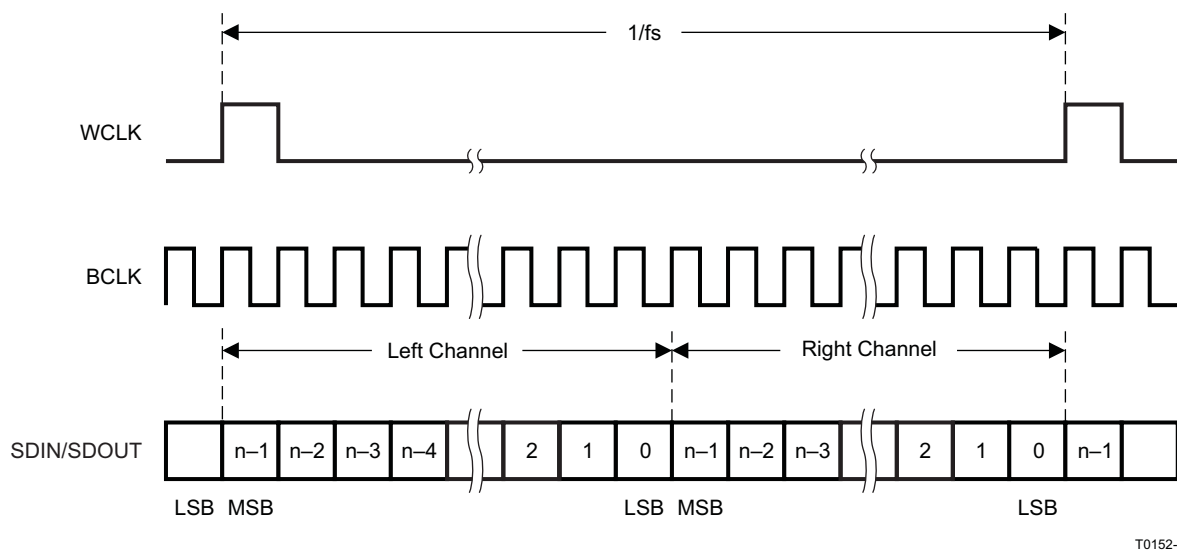 1/fs
WCLK
BCLK
Left Channel
Right Channel
SDIN/SDOUT
n–1 n–2 n–3 n–4 2 1 0 n–1 n–2 n–3 2 1 0 n–1
LSB MSB LSB MSB LSB
T0152-